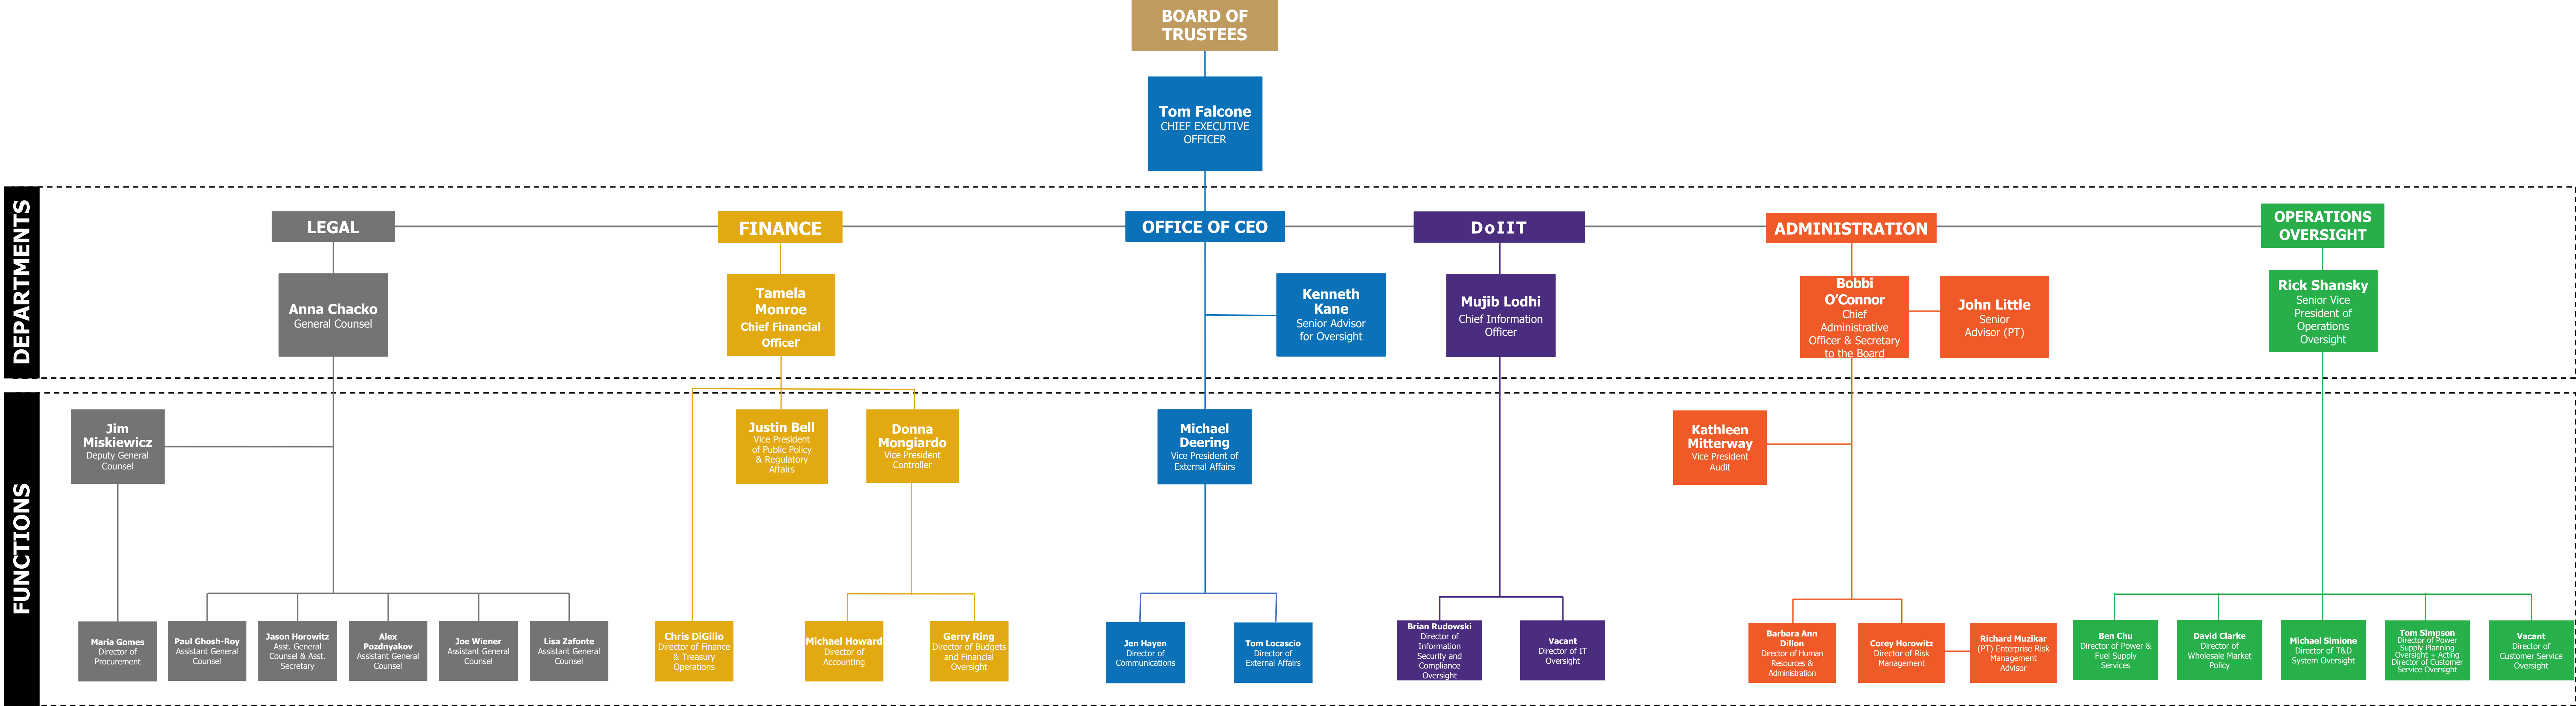 BOARD OF
TRUSTEES
Tom Falcone
CHIEF EXECUTIVE
OFFICER
DEPARTMENTS
LEGAL
FINANCE
OFFICE OF CEO
DoIIT
ADMINISTRATION
OPERATIONS
OVERSIGHT
Anna Chacko
General Counsel
Tamela
Monroe
Chief Financial
Officer
Kenneth
Kane
Senior Advisor
for Oversight
Mujib Lodhi
Chief Information
Officer
Bobbi
O’Connor
Chief
Administrative
Officer & Secretary
to the Board
John Little
Senior
Advisor (PT)
Rick Shansky
Senior Vice
President of
Operations
Oversight
FUNCTIONS
Jim
Miskiewicz
Deputy General
Counsel
Justin Bell
Vice President
of Public Policy
& Regulatory
Affairs
Donna
Mongiardo
Vice President
Controller
Michael
Deering
Vice President of
External Affairs
Kathleen
Mitterway
Vice President
Audit
Maria Gomes
Director of
Procurement
Paul Ghosh-Roy
Assistant General
Counsel
Jason Horowitz
Asst. General
Counsel & Asst.
Secretary
Alex
Pozdnyakov
Assistant General
Counsel
Joe Wiener
Assistant General
Counsel
Lisa Zafonte
Assistant General
Counsel
Chris DiGilio
Director of Finance
& Treasury
Operations
Michael Howard
Director of
Accounting
Gerry Ring
Director of Budgets
and Financial
Oversight
Jen Hayen
Director of
Communications
Tom Locascio
Director of
External Affairs
Brian Rudowski
Director of
Information
Security and
Compliance
Oversight
Vacant
Director of IT
Oversight
Barbara Ann
Dillon
Director of Human
Resources &
Administration
Corey Horowitz
Director of Risk
Management
Richard Muzikar
(PT) Enterprise Risk
Management
Advisor
Ben Chu
Director of Power &
Fuel Supply
Services
David Clarke
Director of
Wholesale Market
Policy
Michael Simione
Director of T&D
System Oversight
Tom Simpson
Director of Power
Supply Planning
Oversight + Acting
Director of Customer
Service Oversight
Vacant
Director of
Customer Service
Oversight